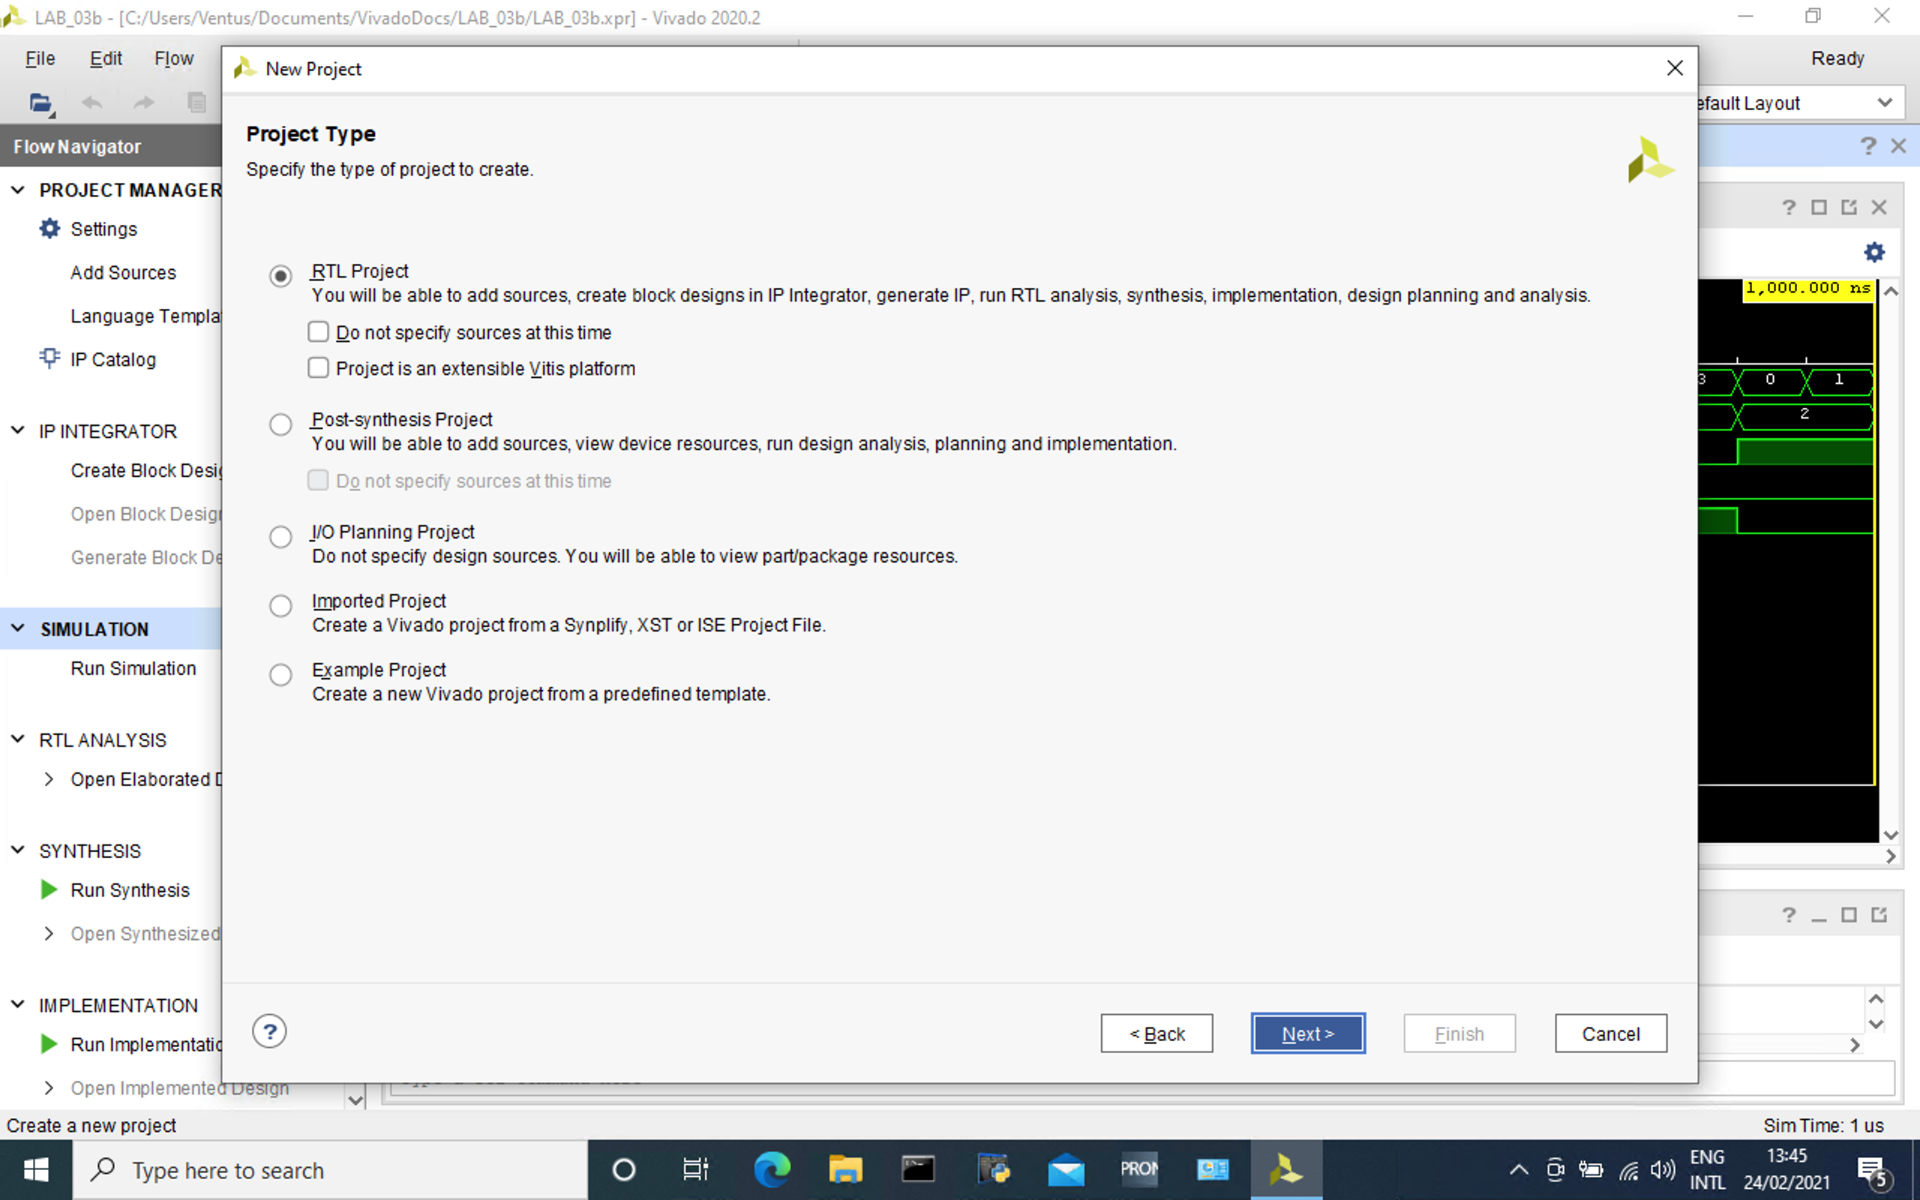 LAB_03b - [C:/Users/Ventus/Documents/VivadoDocs/LAB_03b/LAB_03b.xpr] - Vivado 2020.2
File Edit Flow
Ready
New Project
efault Layout
Flow Navigator
Project Type
Specify the type of project to create.
PROJECT MANAGER
Settings
Add Sources
Language Templa
IP Catalog
IP INTEGRATOR
Create Block Desig
Open Block Design
Generate Block De
SIMULATION
Run Simulation
RTL ANALYSIS
Open Elaborated D
SYNTHESIS
Run Synthesis
Open Synthesized
IMPLEMENTATION
Run Implementatio
Open Implemented Design
RTL Project
You will be able to add sources, create block designs in IP Integrator, generate IP, run RTL analysis, synthesis, implementation, design planning and analysis.
Do not specify sources at this time
Project is an extensible Vitis platform
Post-synthesis Project
You will be able to add sources, view device resources, run design analysis, planning and implementation.
Do not specify sources at this time
I/O Planning Project
Do not specify design sources. You will be able to view part/package resources.
Imported Project
Create a Vivado project from a Synplify, XST or ISE Project File.
Example Project
Create a new Vivado project from a predefined template.
1,000.000 ns
3 0 1
2
? < Back Next > Finish Cancel
Create a new project
Sim Time: 1 us
Type here to search
PRON
ENG
INTL
13:45
24/02/2021
5